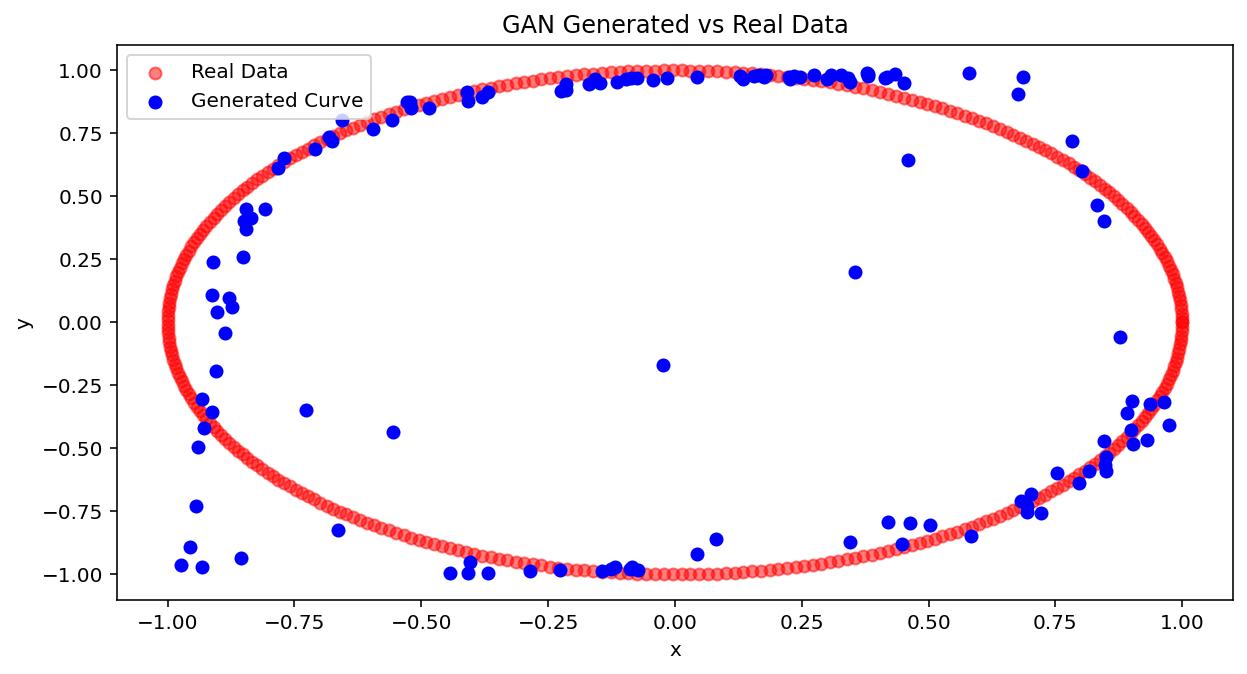 GAN Generated vs Real Data
Real Data
Generated Curve
1.00
0.75
0.50
0.25
0.00
−0.25
−0.50
−0.75
−1.00
y
−1.00 −0.75 −0.50 −0.25 0.00 0.25 0.50 0.75 1.00
x